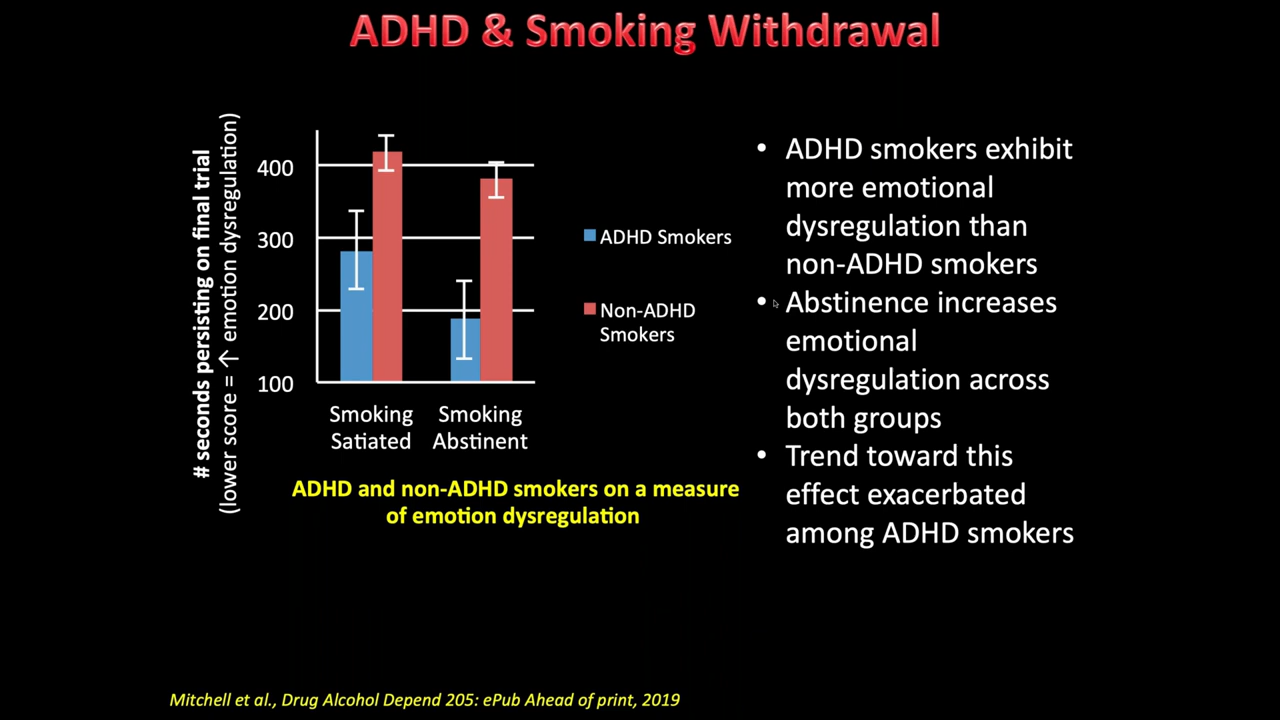 ADHD & Smoking Withdrawal
# seconds persisting on final trial
(lower score = ↑ emotion dysregulation)
400
300
200
100
Smoking Satiated
Smoking Abstinent
ADHD Smokers
Non-ADHD
Smokers
ADHD and non-ADHD smokers on a measure
of emotion dysregulation
• ADHD smokers exhibit
more emotional
dysregulation than
non-ADHD smokers
• Abstinence increases
emotional
dysregulation across
both groups
• Trend toward this
effect exacerbated
among ADHD smokers
Mitchell et al., Drug Alcohol Depend 205: ePub Ahead of print, 2019